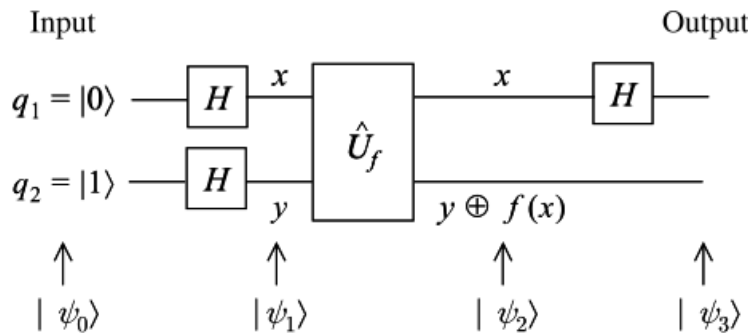 Input Output
q₁ = |0⟩ H x x H
Û_f
q₂ = |1⟩ H y y ⊕ f(x)
| ψ₀⟩ | ψ₁⟩ | ψ₂⟩ | ψ₃⟩